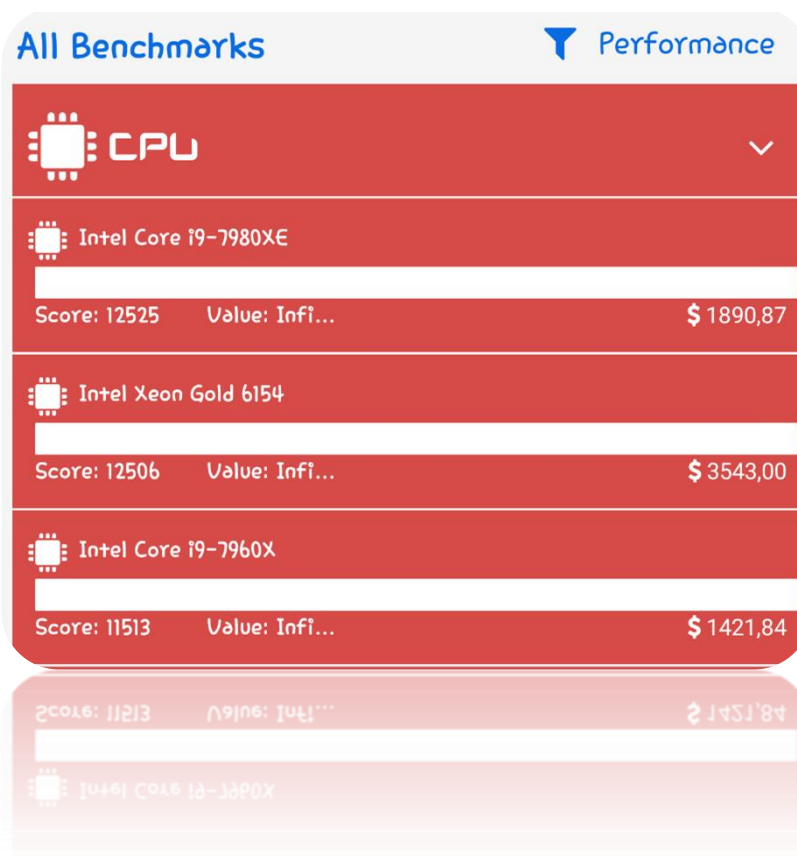 All Benchmarks Performance
CPU
Intel Core i9-7980XE
Score: 12525 Value: Infi... $ 1890,87
Intel Xeon Gold 6154
Score: 12506 Value: Infi... $ 3543,00
Intel Core i9-7960X
Score: 11513 Value: Infi... $ 1421,84